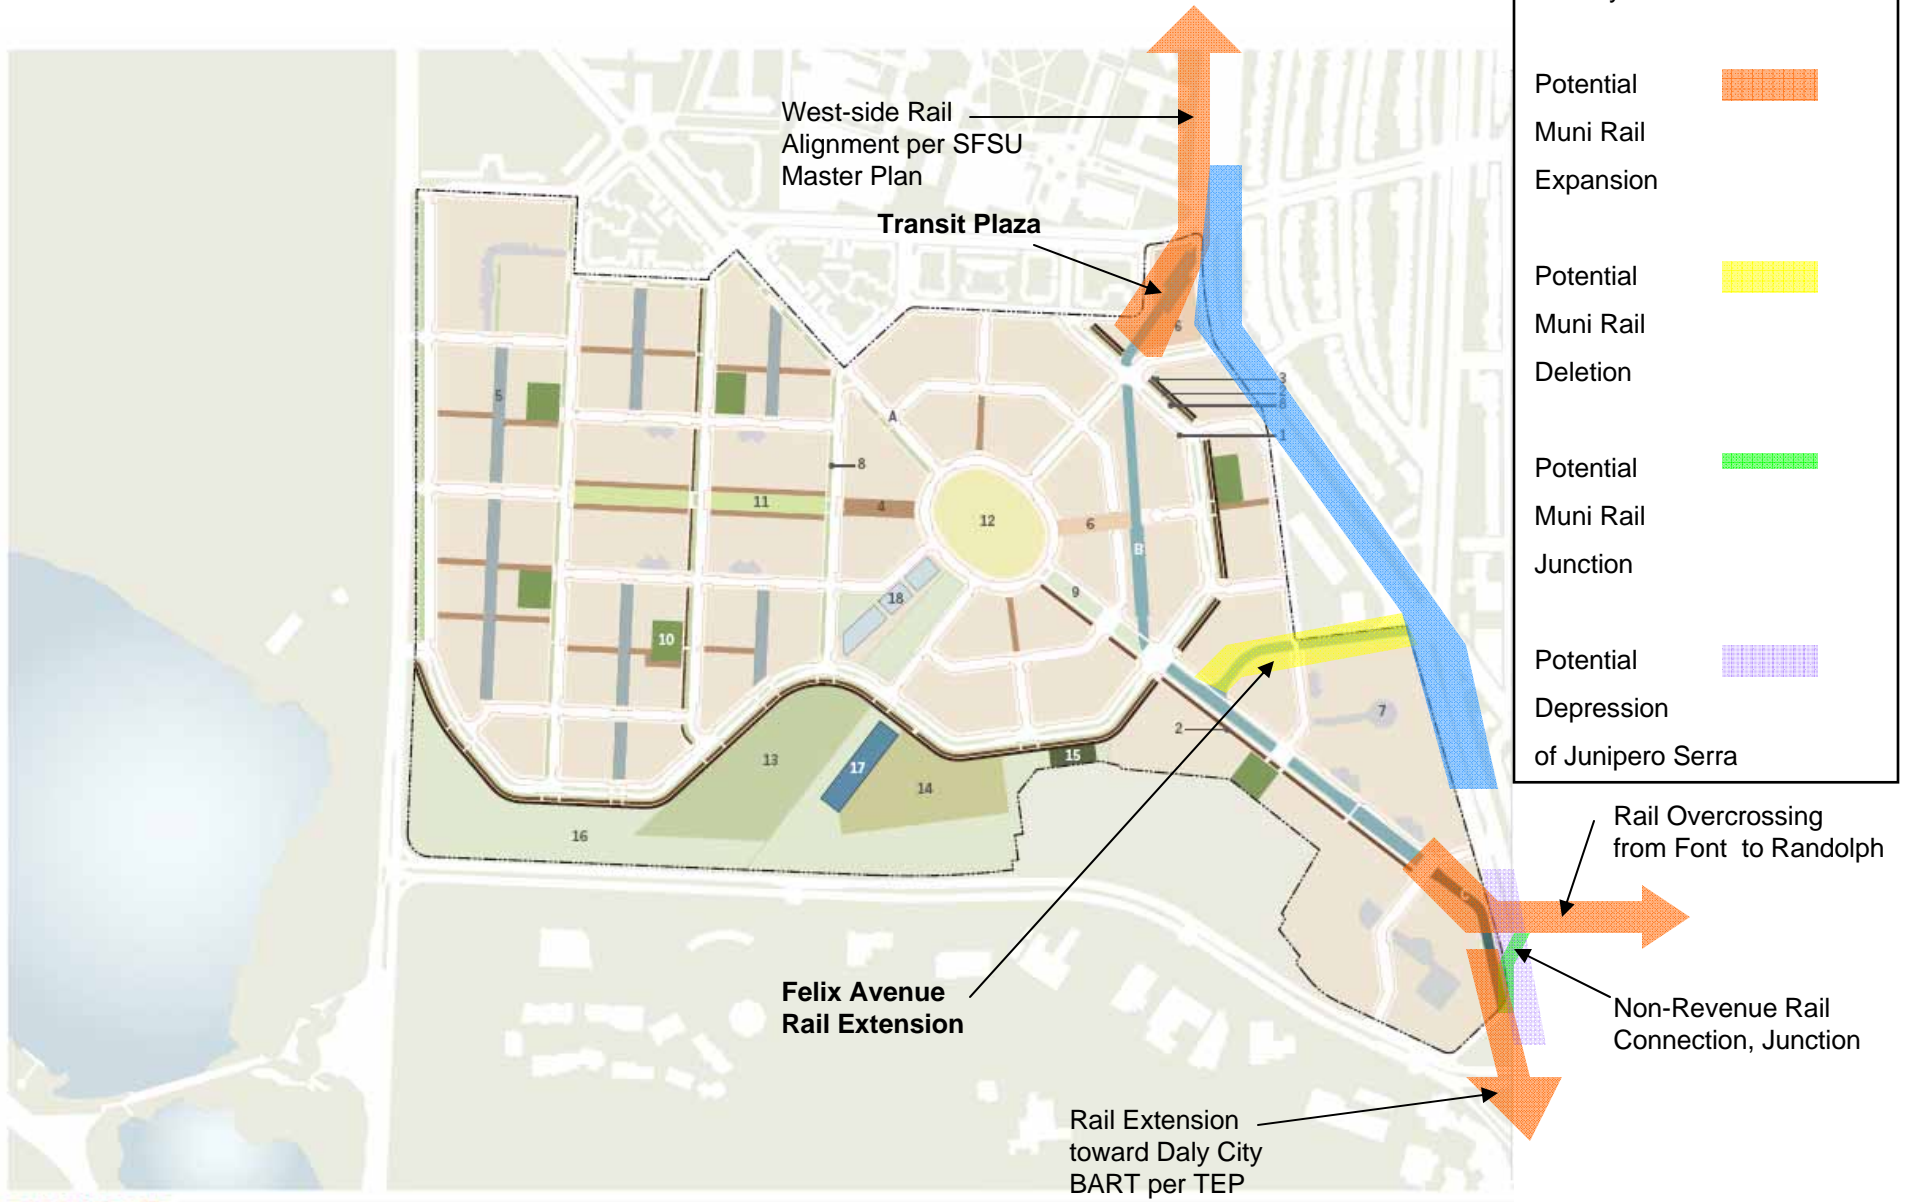 West-side Rail
Alignment per SFSU
Master Plan
Transit Plaza
Potential
Muni Rail
Expansion
Potential
Muni Rail
Deletion
Potential
Muni Rail
Junction
Potential
Depression
of Junipero Serra
6
3
2
8
1
5
A
8
11
4
12
6
B
9
18
10
7
2
13
17
14
15
16
C
Rail Overcrossing
from Font to Randolph
Felix Avenue
Rail Extension
Non-Revenue Rail
Connection, Junction
Rail Extension
toward Daly City
BART per TEP